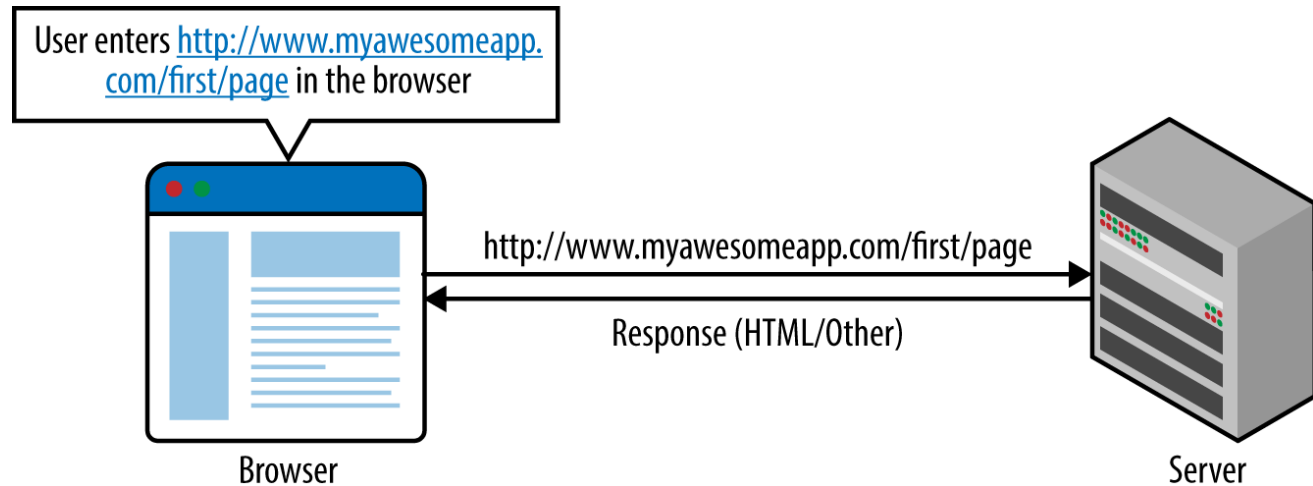 User enters http://www.myawesomeapp.
com/first/page in the browser
http://www.myawesomeapp.com/first/page
Response (HTML/Other)
Browser
Server